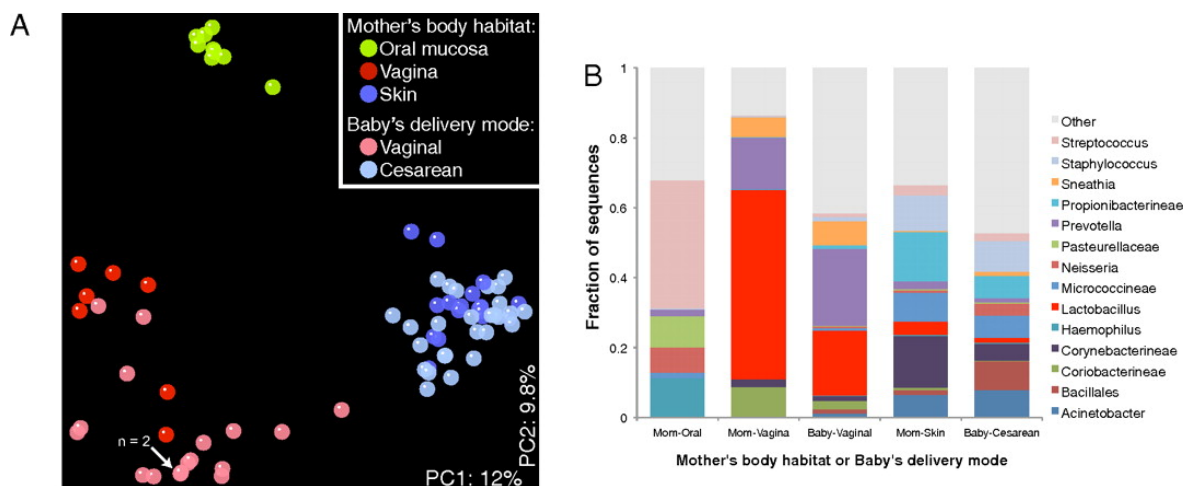 A
Mother's body habitat:
Oral mucosa
Vagina
Skin
Baby's delivery mode:
Vaginal
Cesarean
n = 2
PC1: 12%
PC2: 9.8%
B
Fraction of sequences
1
0.8
0.6
0.4
0.2
0
Mom-Oral
Mom-Vagina
Baby-Vaginal
Mom-Skin
Baby-Cesarean
Mother's body habitat or Baby's delivery mode
Other
Streptococcus
Staphylococcus
Sneathia
Propionibacterineae
Prevotella
Pasteurellaceae
Neisseria
Micrococcineae
Lactobacillus
Haemophilus
Corynebacterineae
Coriobacterineae
Bacillales
Acinetobacter